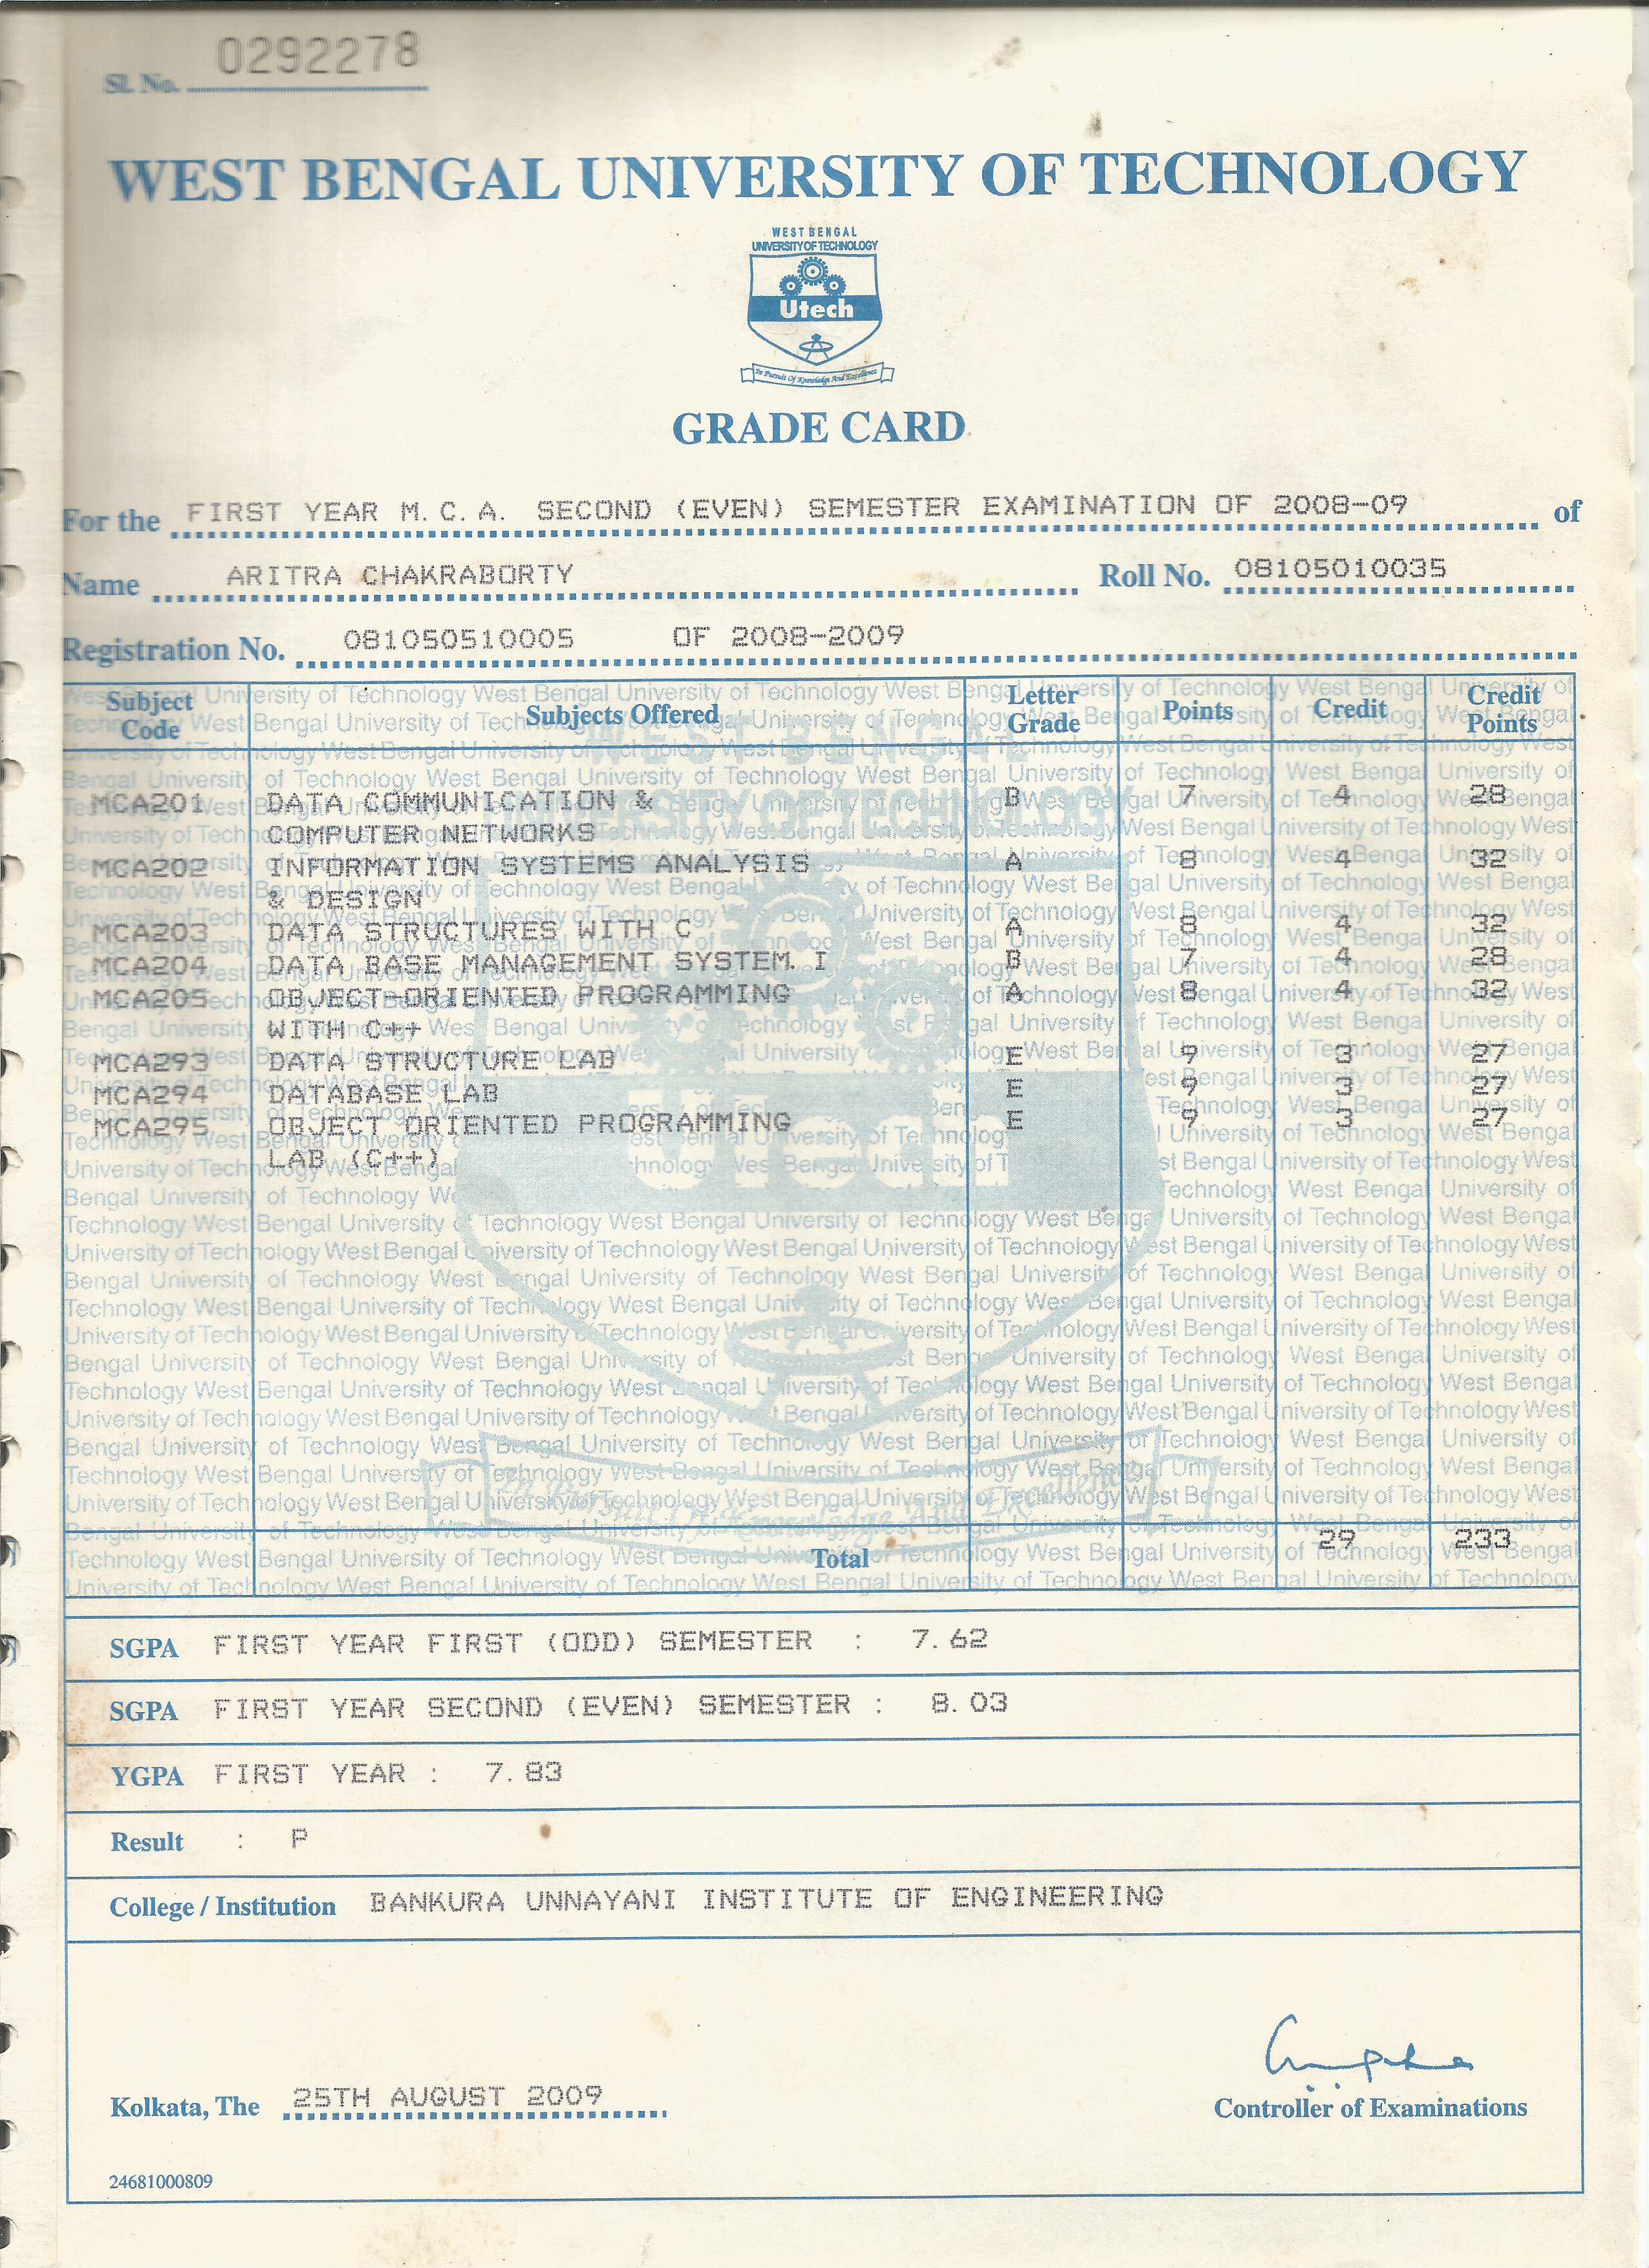 Sl. No. 0292278
WEST BENGAL UNIVERSITY OF TECHNOLOGY
WEST BENGAL
UNIVERSITY OF TECHNOLOGY
Utech
In Pursuit Of Knowledge And Excellence
GRADE CARD
For the FIRST YEAR M.C.A. SECOND (EVEN) SEMESTER EXAMINATION OF 2008-09 of
Name ARITRA CHAKRABORTY Roll No. 08105010035
Registration No. 081050510005 OF 2008-2009
Subject Code Subjects Offered Letter Grade Points Credit Credit Points
MCA201 DATA COMMUNICATION & B 7 4 28
COMPUTER NETWORKS
MCA202 INFORMATION SYSTEMS ANALYSIS A 8 4 32
& DESIGN
MCA203 DATA STRUCTURES WITH C A 8 4 32
MCA204 DATA BASE MANAGEMENT SYSTEM. I B 7 4 28
MCA205 OBJECT-ORIENTED PROGRAMMING A 8 4 32
WITH C++
MCA293 DATA STRUCTURE LAB E 9 3 27
MCA294 DATABASE LAB E 9 3 27
MCA295 OBJECT ORIENTED PROGRAMMING E 9 3 27
LAB (C++)
Total 29 233
SGPA FIRST YEAR FIRST (ODD) SEMESTER : 7.62
SGPA FIRST YEAR SECOND (EVEN) SEMESTER : 8.03
YGPA FIRST YEAR : 7.83
Result : P
College / Institution BANKURA UNNAYANI INSTITUTE OF ENGINEERING
Kolkata, The 25TH AUGUST 2009
Controller of Examinations
24681000809